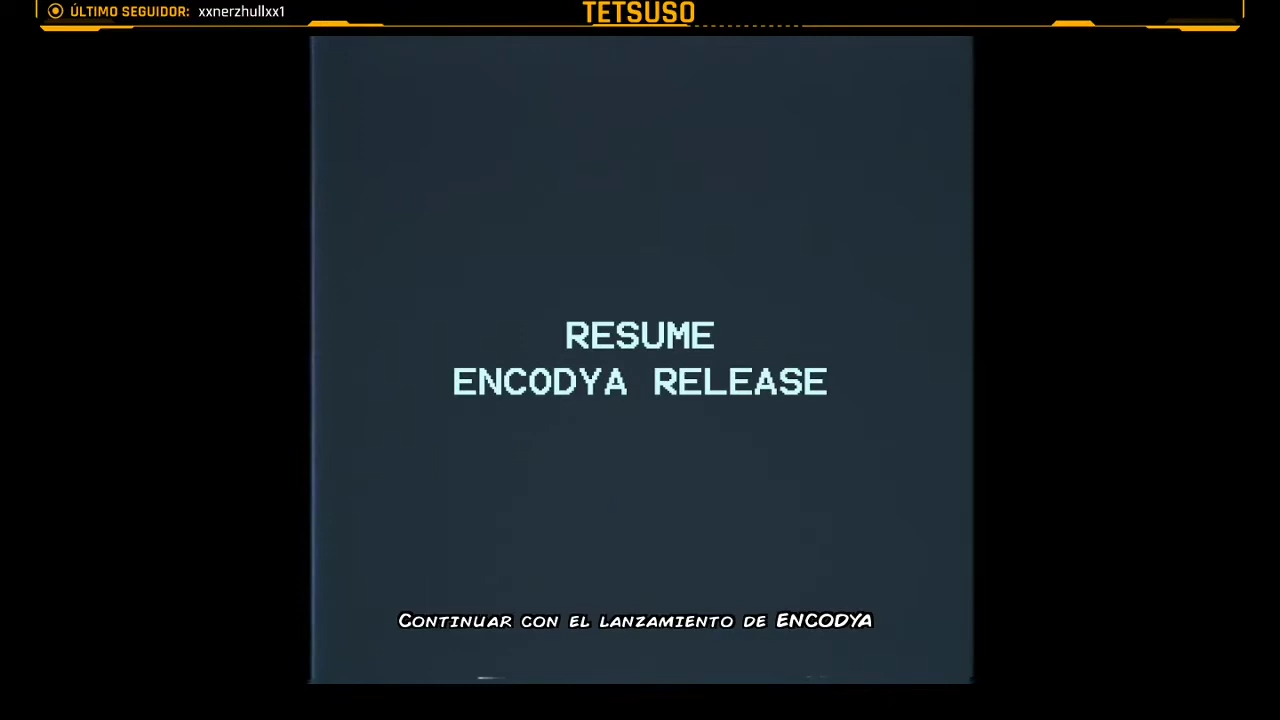 ÚLTIMO SEGUIDOR: xxnerzhullxx1
TETSUSO
RESUME
ENCODYA RELEASE
CONTINUAR CON EL LANZAMIENTO DE ENCODYA